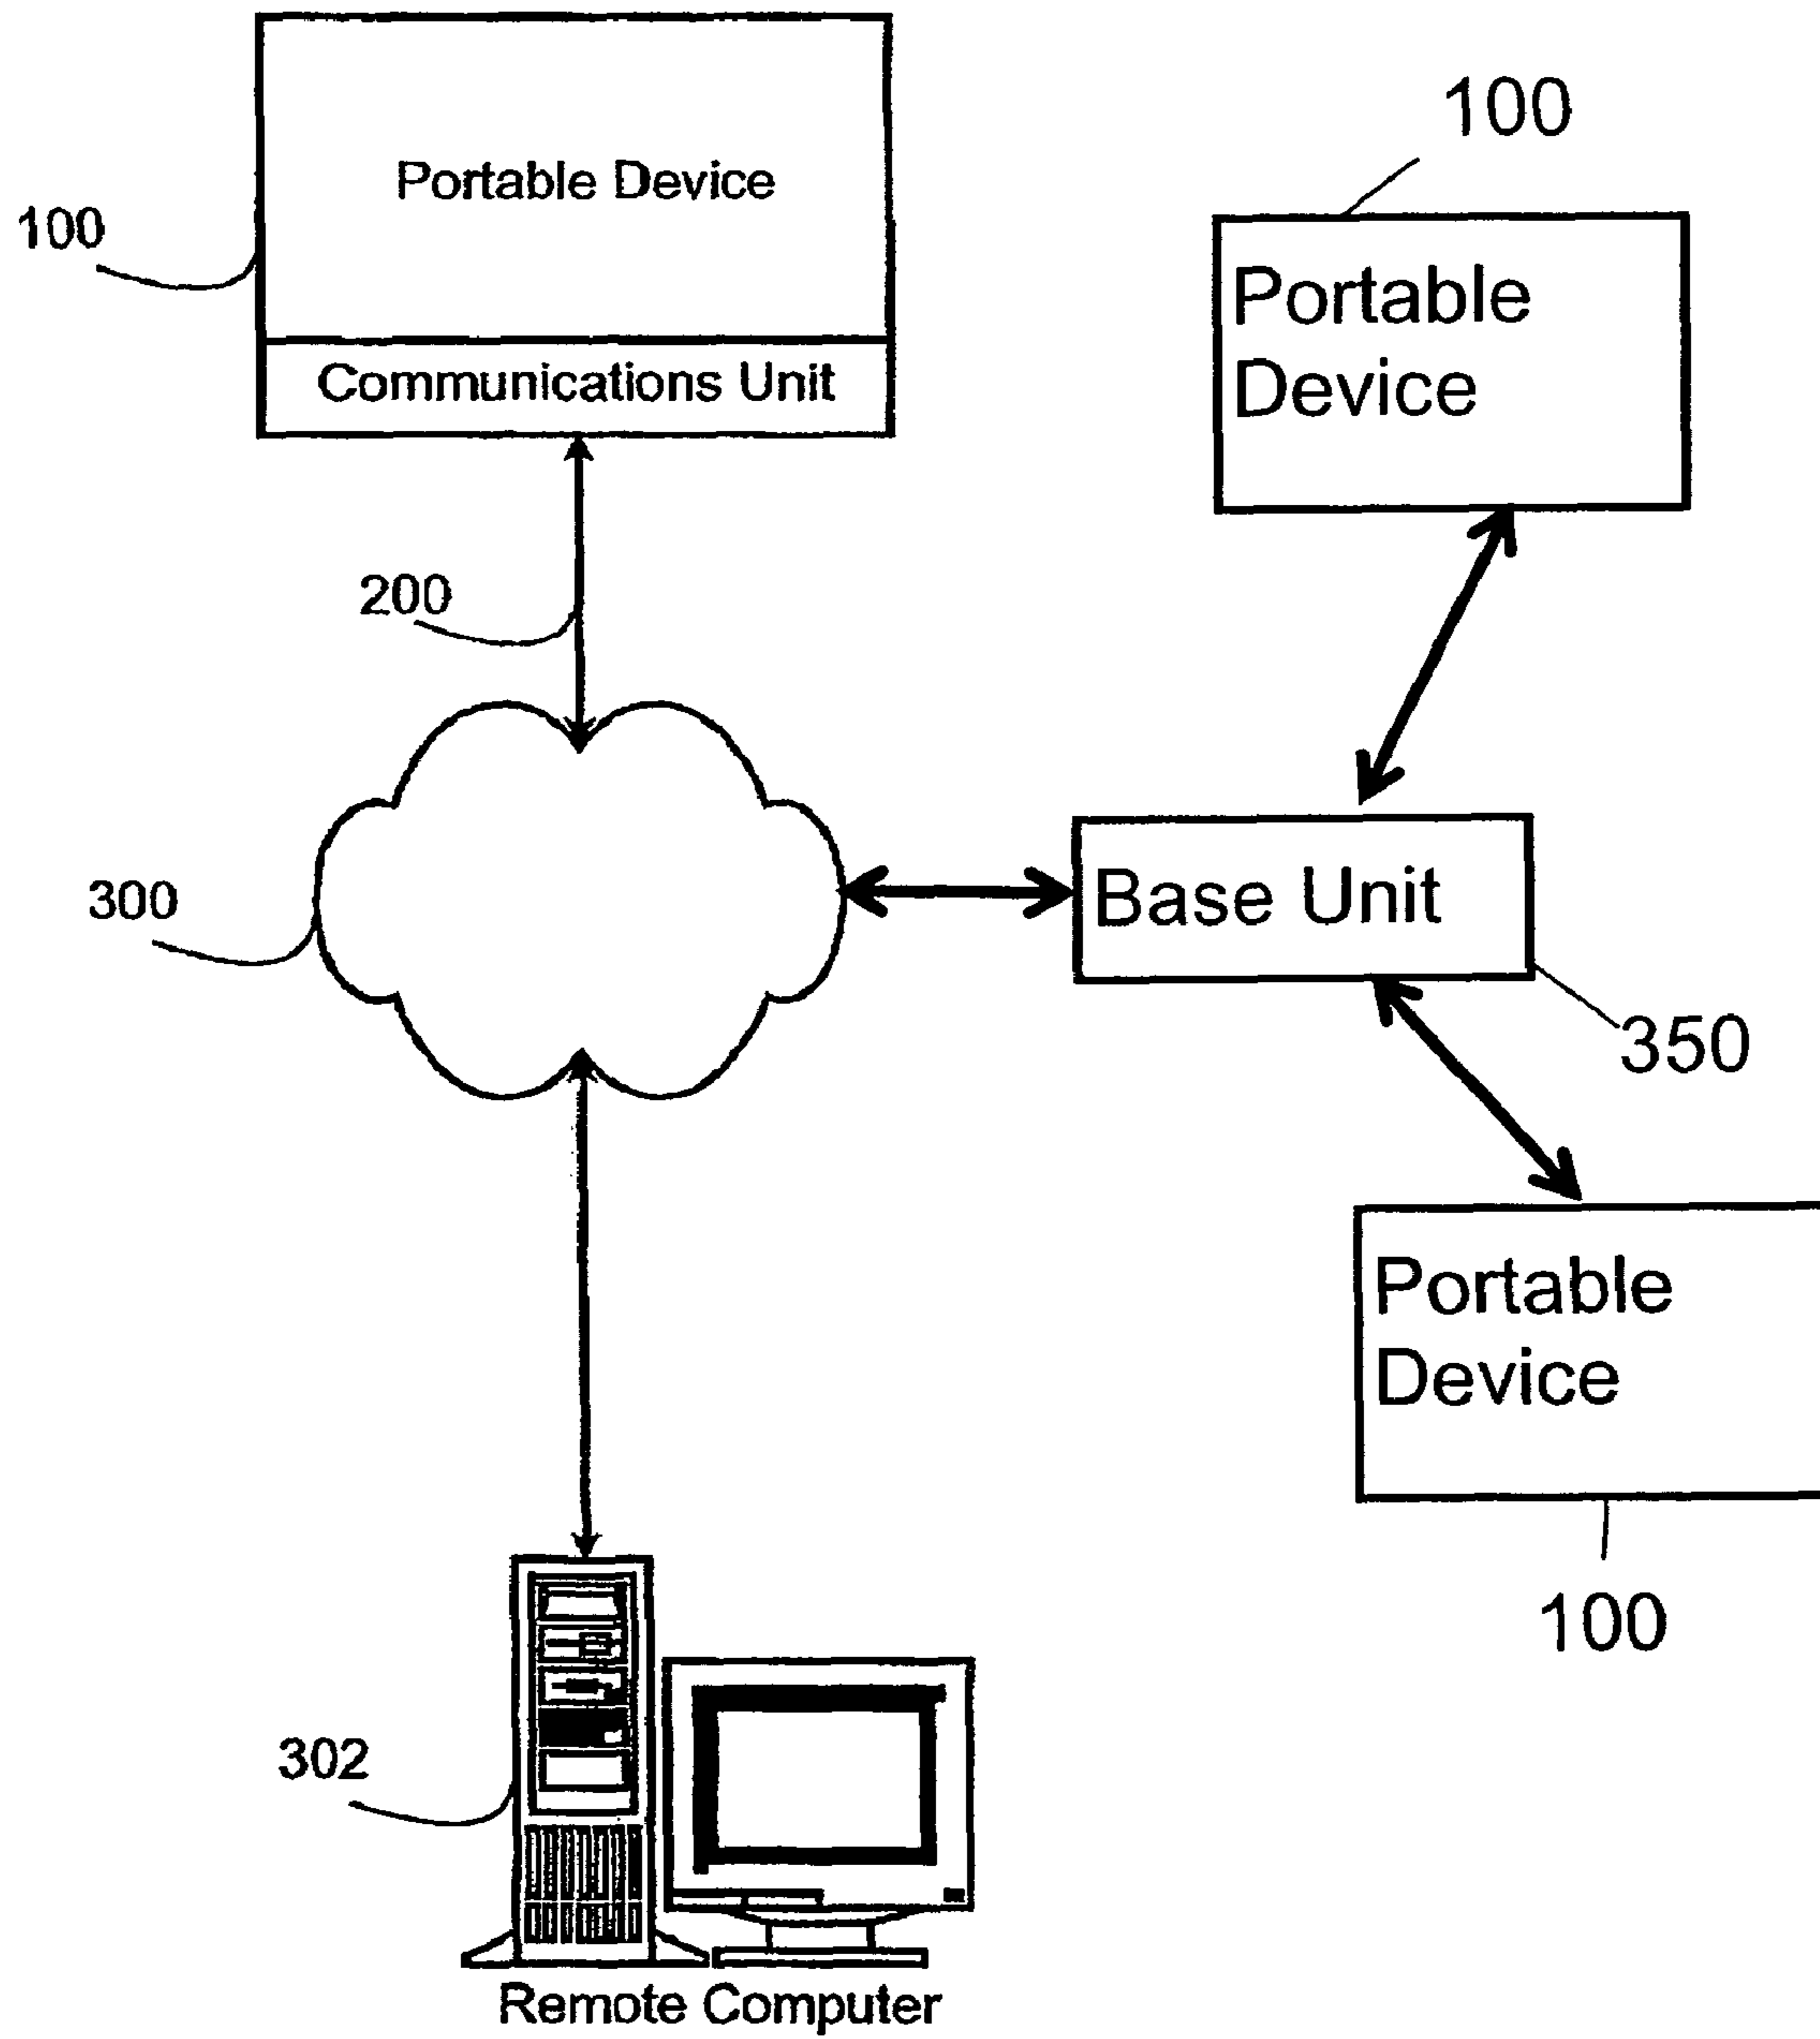 100
Portable Device
100
Portable
Device
Communications Unit
200
300
Base Unit
350
Portable
Device
100
302
Remote Computer